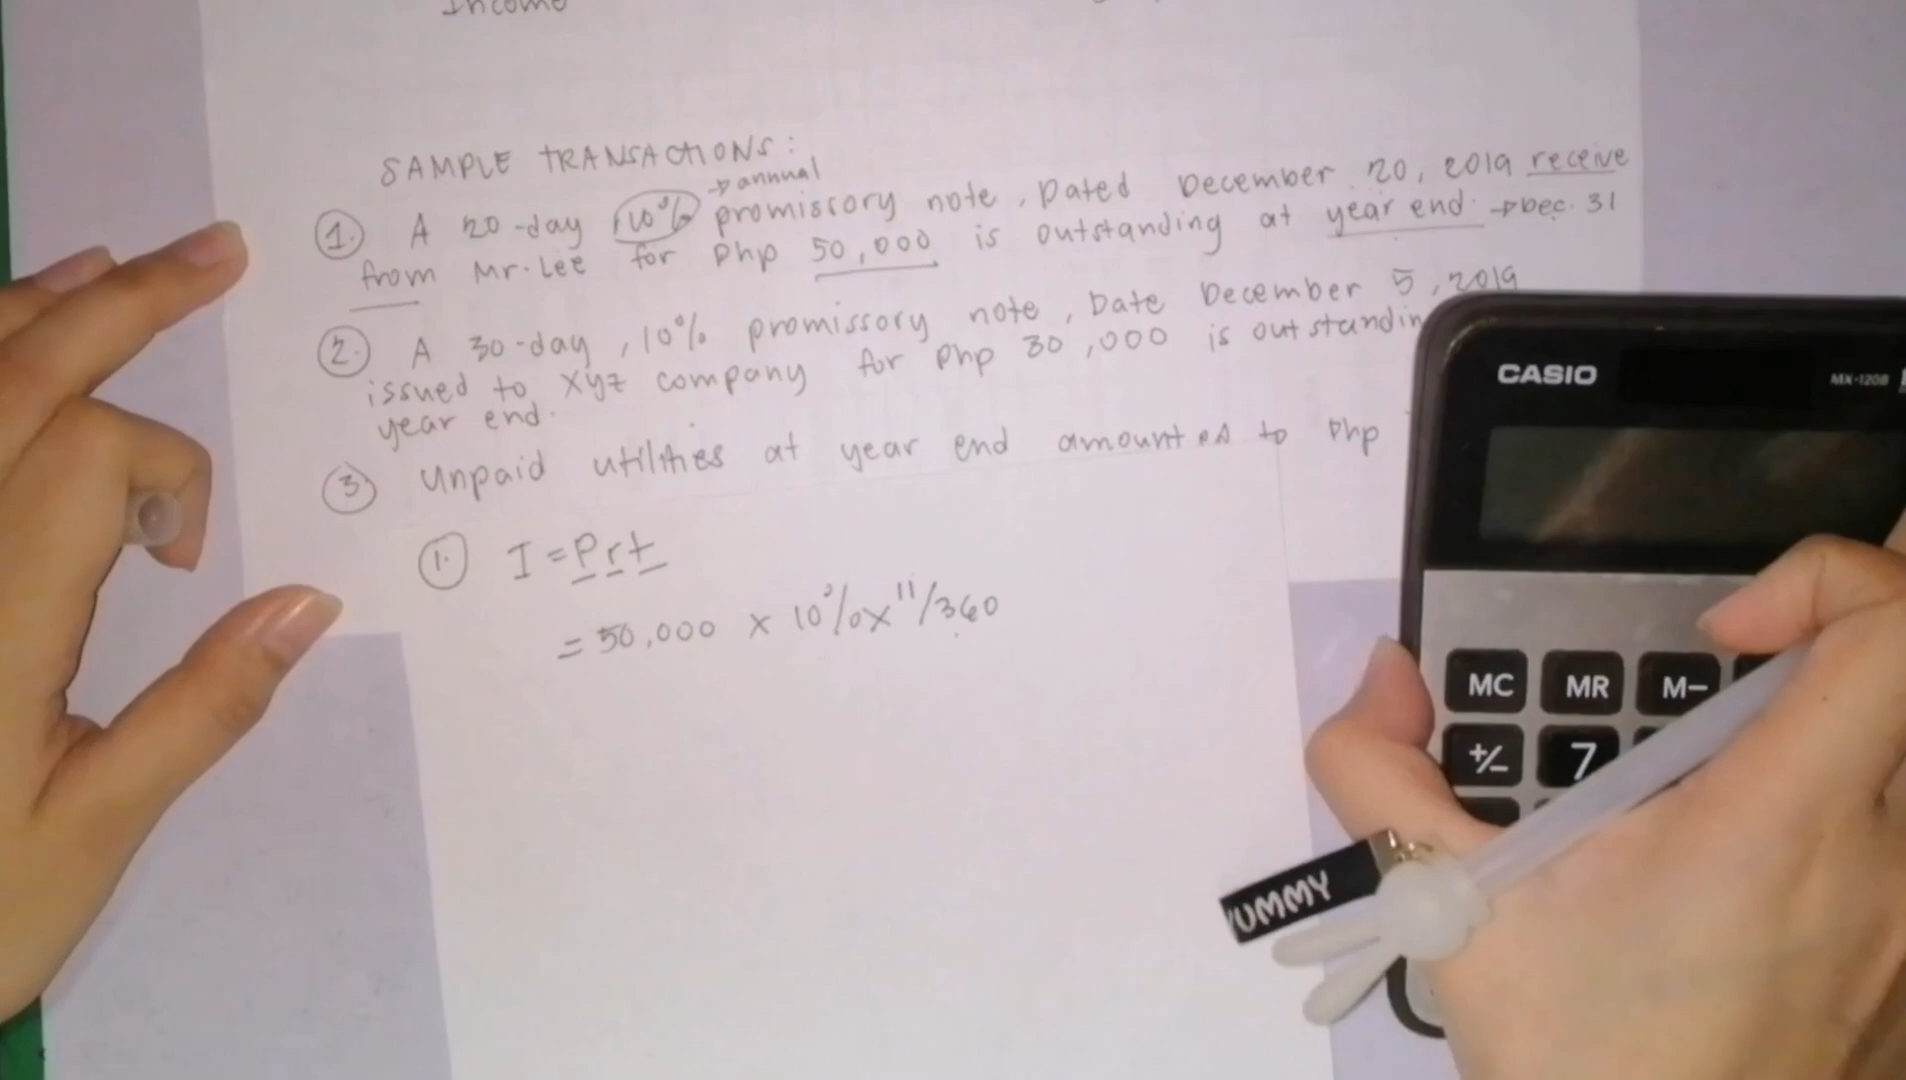 Income
SAMPLE TRANSACTIONS:
→ annual
1. A 20-day 10% promissory note, Dated December 20, 2019 receive
from Mr. Lee for Php 50,000 is outstanding at year end. → Dec. 31
2. A 30-day, 10% promissory note, Date December 5, 2019
issued to XYZ company for Php 30,000 is outstandin
year end.
3. Unpaid utilities at year end amounted to Php
1. I = Prt
= 50,000 x 10% x 11/360
CASIO
MX-120B
MC MR M−
+/− 7
YUMMY